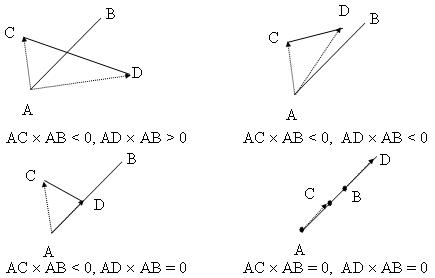 B
C
D
A
AC × AB < 0, AD × AB > 0
D
B
C
A
AC × AB < 0, AD × AB < 0
B
C
D
A
AC × AB < 0, AD × AB = 0
D
C
B
A
AC × AB = 0, AD × AB = 0